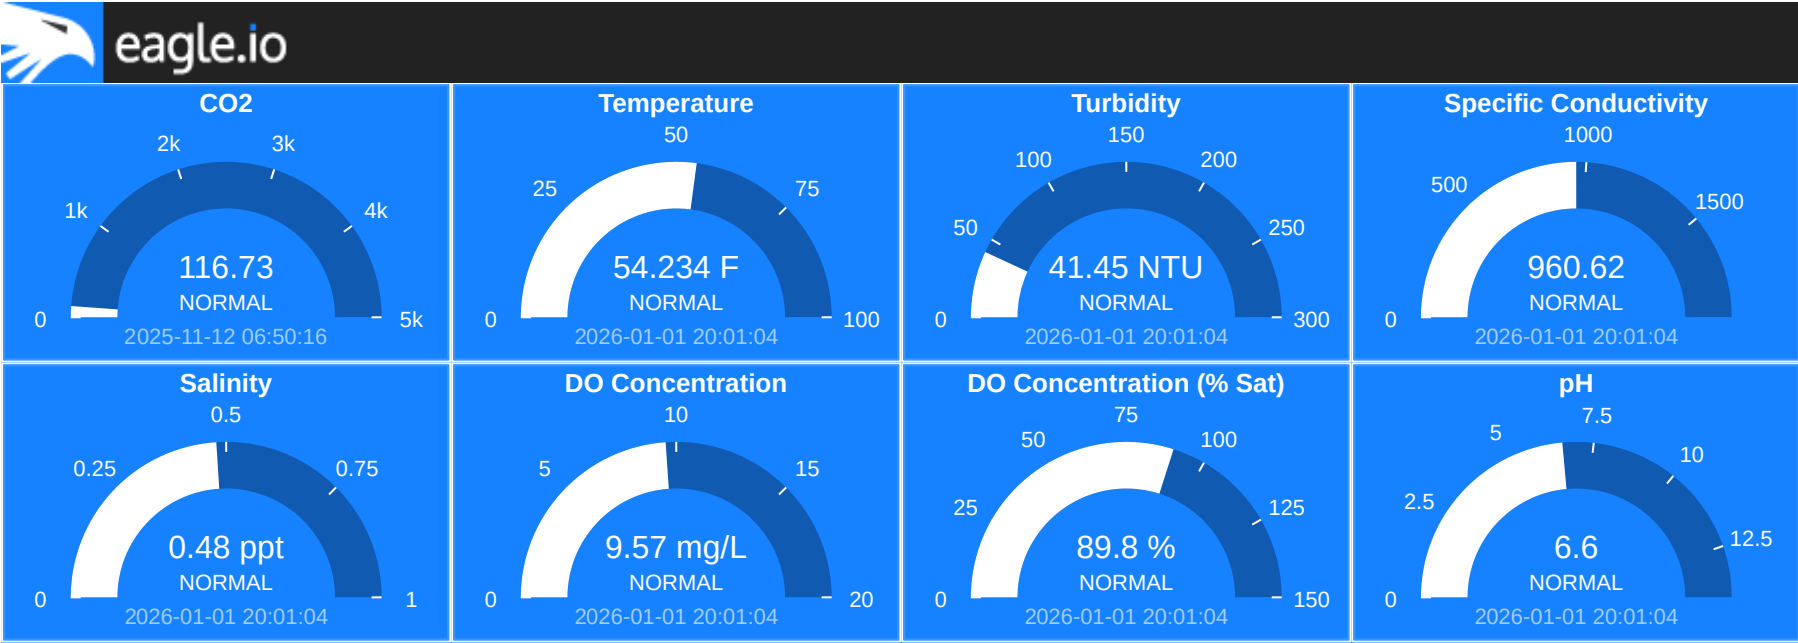 eagle.io
CO2
0
1k
2k
3k
4k
5k
116.73
NORMAL
2025-11-12 06:50:16
Temperature
0
25
50
75
100
54.234 F
NORMAL
2026-01-01 20:01:04
Turbidity
0
50
100
150
200
250
300
41.45 NTU
NORMAL
2026-01-01 20:01:04
Specific Conductivity
0
500
1000
1500
960.62
NORMAL
2026-01-01 20:01:04
Salinity
0
0.25
0.5
0.75
1
0.48 ppt
NORMAL
2026-01-01 20:01:04
DO Concentration
0
5
10
15
20
9.57 mg/L
NORMAL
2026-01-01 20:01:04
DO Concentration (% Sat)
0
25
50
75
100
125
150
89.8 %
NORMAL
2026-01-01 20:01:04
pH
0
2.5
5
7.5
10
12.5
6.6
NORMAL
2026-01-01 20:01:04